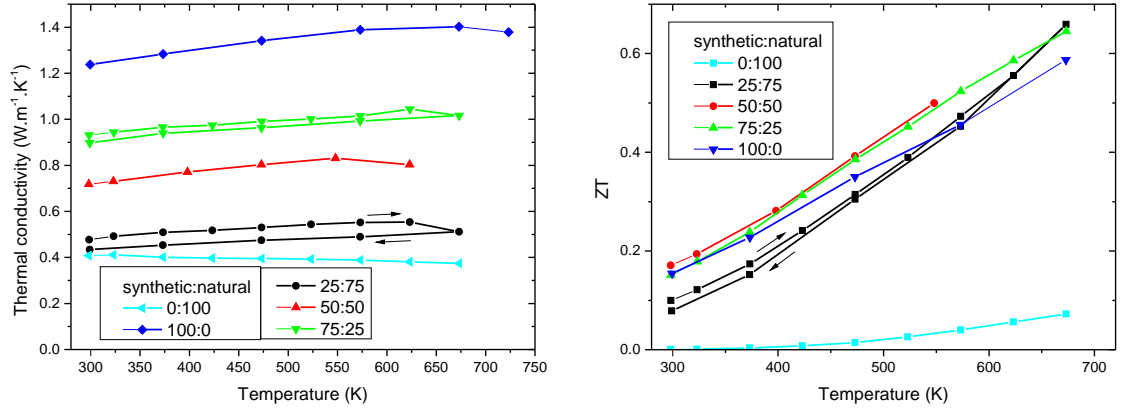 1.4
1.2
1.0
0.8
0.6
0.4
0.2
0.0
Thermal conductivity (W.m⁻¹.K⁻¹)
synthetic:natural
0:100
100:0
25:75
50:50
75:25
250 300 350 400 450 500 550 600 650 700 750
Temperature (K)
0.6
0.4
0.2
0.0
ZT
synthetic:natural
0:100
25:75
50:50
75:25
100:0
300 400 500 600 700
Temperature (K)